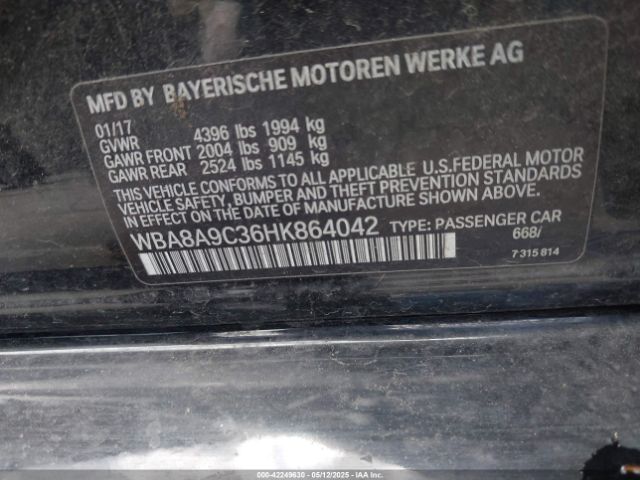 MFD BY BAYERISCHE MOTOREN WERKE AG
01/17
GVWR 4396 lbs 1994 kg
GAWR FRONT 2004 lbs 909 kg
GAWR REAR 2524 lbs 1145 kg
THIS VEHICLE CONFORMS TO ALL APPLICABLE U.S.FEDERAL MOTOR
VEHICLE SAFETY, BUMPER AND THEFT PREVENTION STANDARDS
IN EFFECT ON THE DATE OF MANUFACTURE SHOWN ABOVE.
WBA8A9C36HK864042 TYPE: PASSENGER CAR
668/
7 315 814
000-42249630 - 05/12/2025 - IAA Inc.